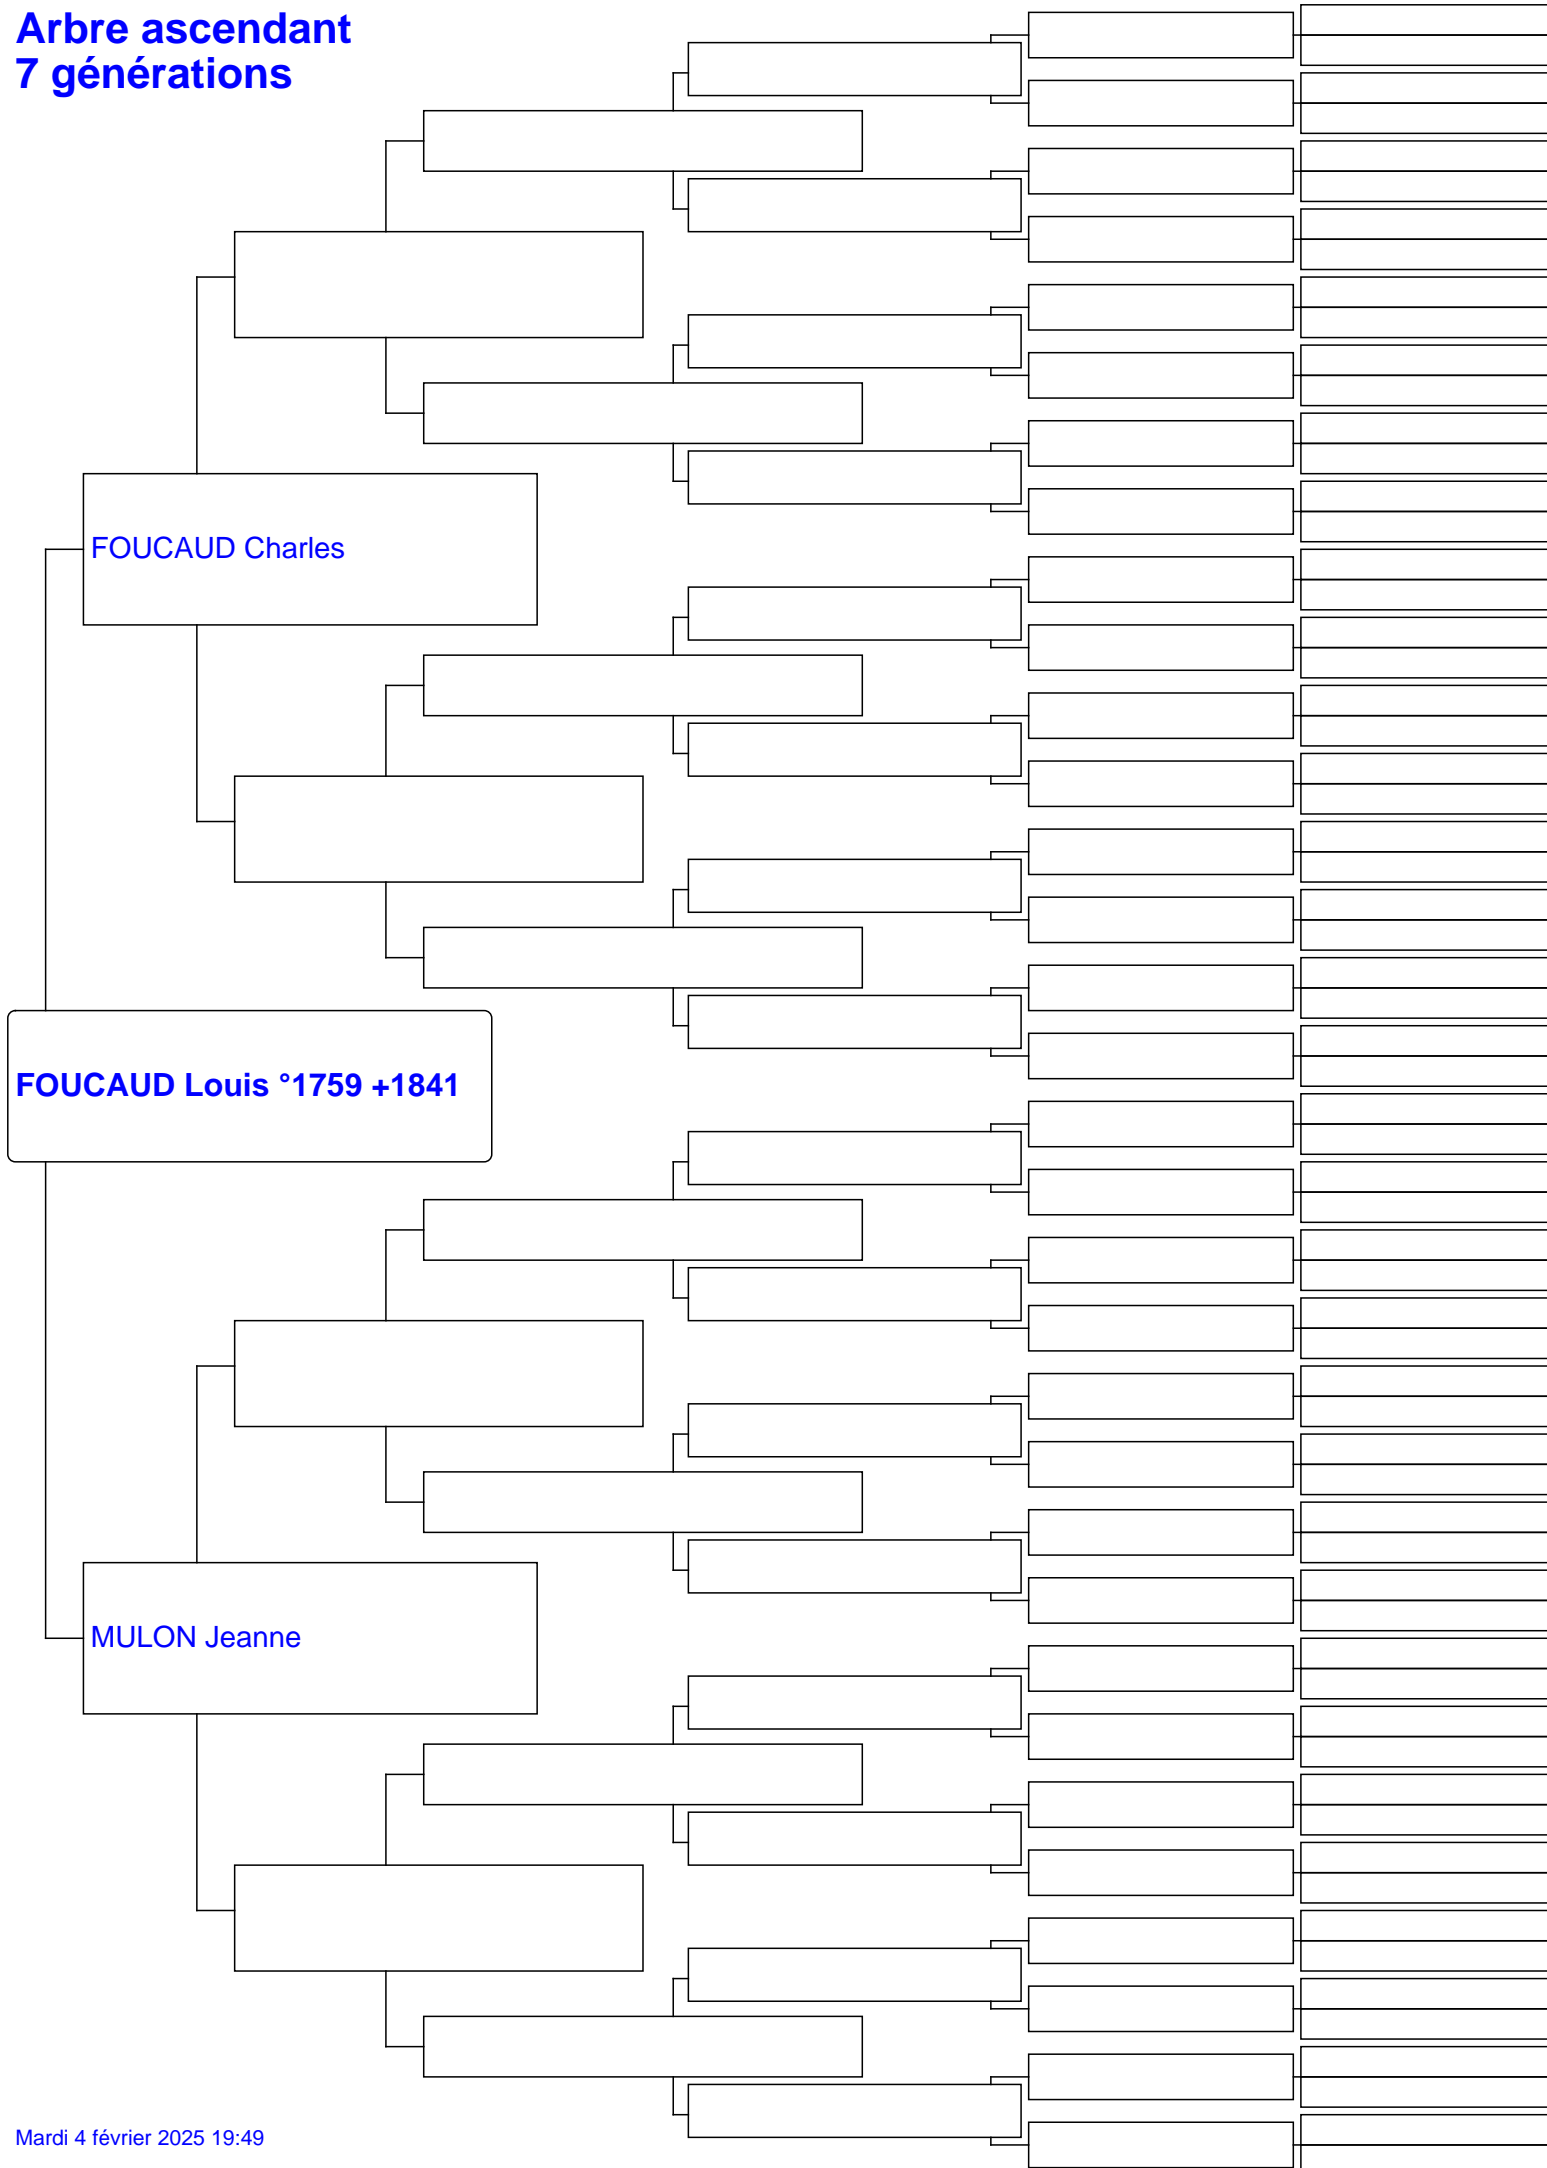 Arbre ascendant
7 générations
FOUCAUD Charles
FOUCAUD Louis °1759 +1841
MULON Jeanne
Mardi 4 février 2025 19:49